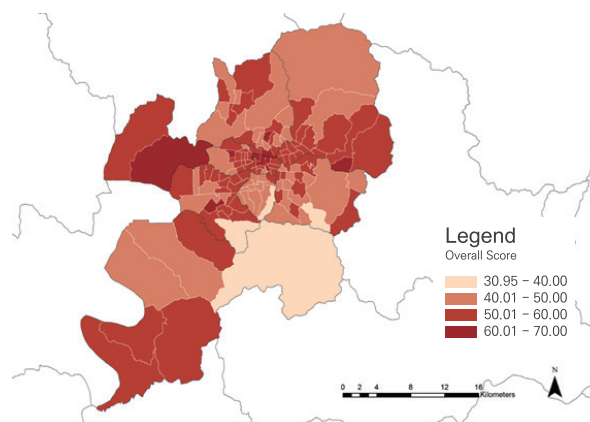 Legend
Overall Score
30.95 – 40.00
40.01 – 50.00
50.01 – 60.00
60.01 – 70.00
N
0 2 4 8 12 16
Kilometers